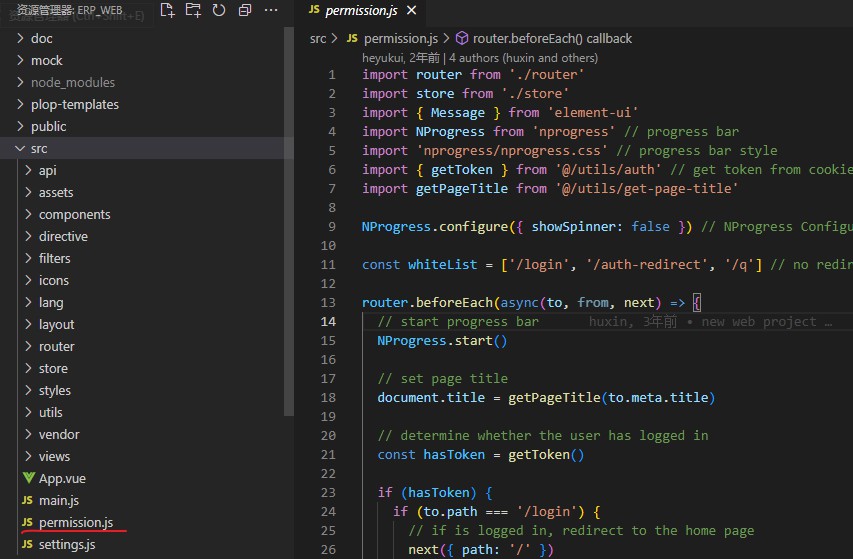 资源管理器: ERP_WEB
doc
mock
node_modules
plop-templates
public
src
api
assets
components
directive
filters
icons
lang
layout
router
store
styles
utils
vendor
views
App.vue
JS main.js
JS permission.js
JS settings.js
JS permission.js
src > JS permission.js > router.beforeEach() callback
heyukui, 2年前 | 4 authors (huxin and others)
1 import router from './router'
2 import store from './store'
3 import { Message } from 'element-ui'
4 import NProgress from 'nprogress' // progress bar
5 import 'nprogress/nprogress.css' // progress bar style
6 import { getToken } from '@/utils/auth' // get token from cookie
7 import getPageTitle from '@/utils/get-page-title'
8
9 NProgress.configure({ showSpinner: false }) // NProgress Configu
10
11 const whiteList = ['/login', '/auth-redirect', '/q'] // no redir
12
13 router.beforeEach(async(to, from, next) => {
14 // start progress bar huxin, 3年前 • new web project …
15 NProgress.start()
16
17 // set page title
18 document.title = getPageTitle(to.meta.title)
19
20 // determine whether the user has logged in
21 const hasToken = getToken()
22
23 if (hasToken) {
24 if (to.path === '/login') {
25 // if is logged in, redirect to the home page
26 next({ path: '/' })